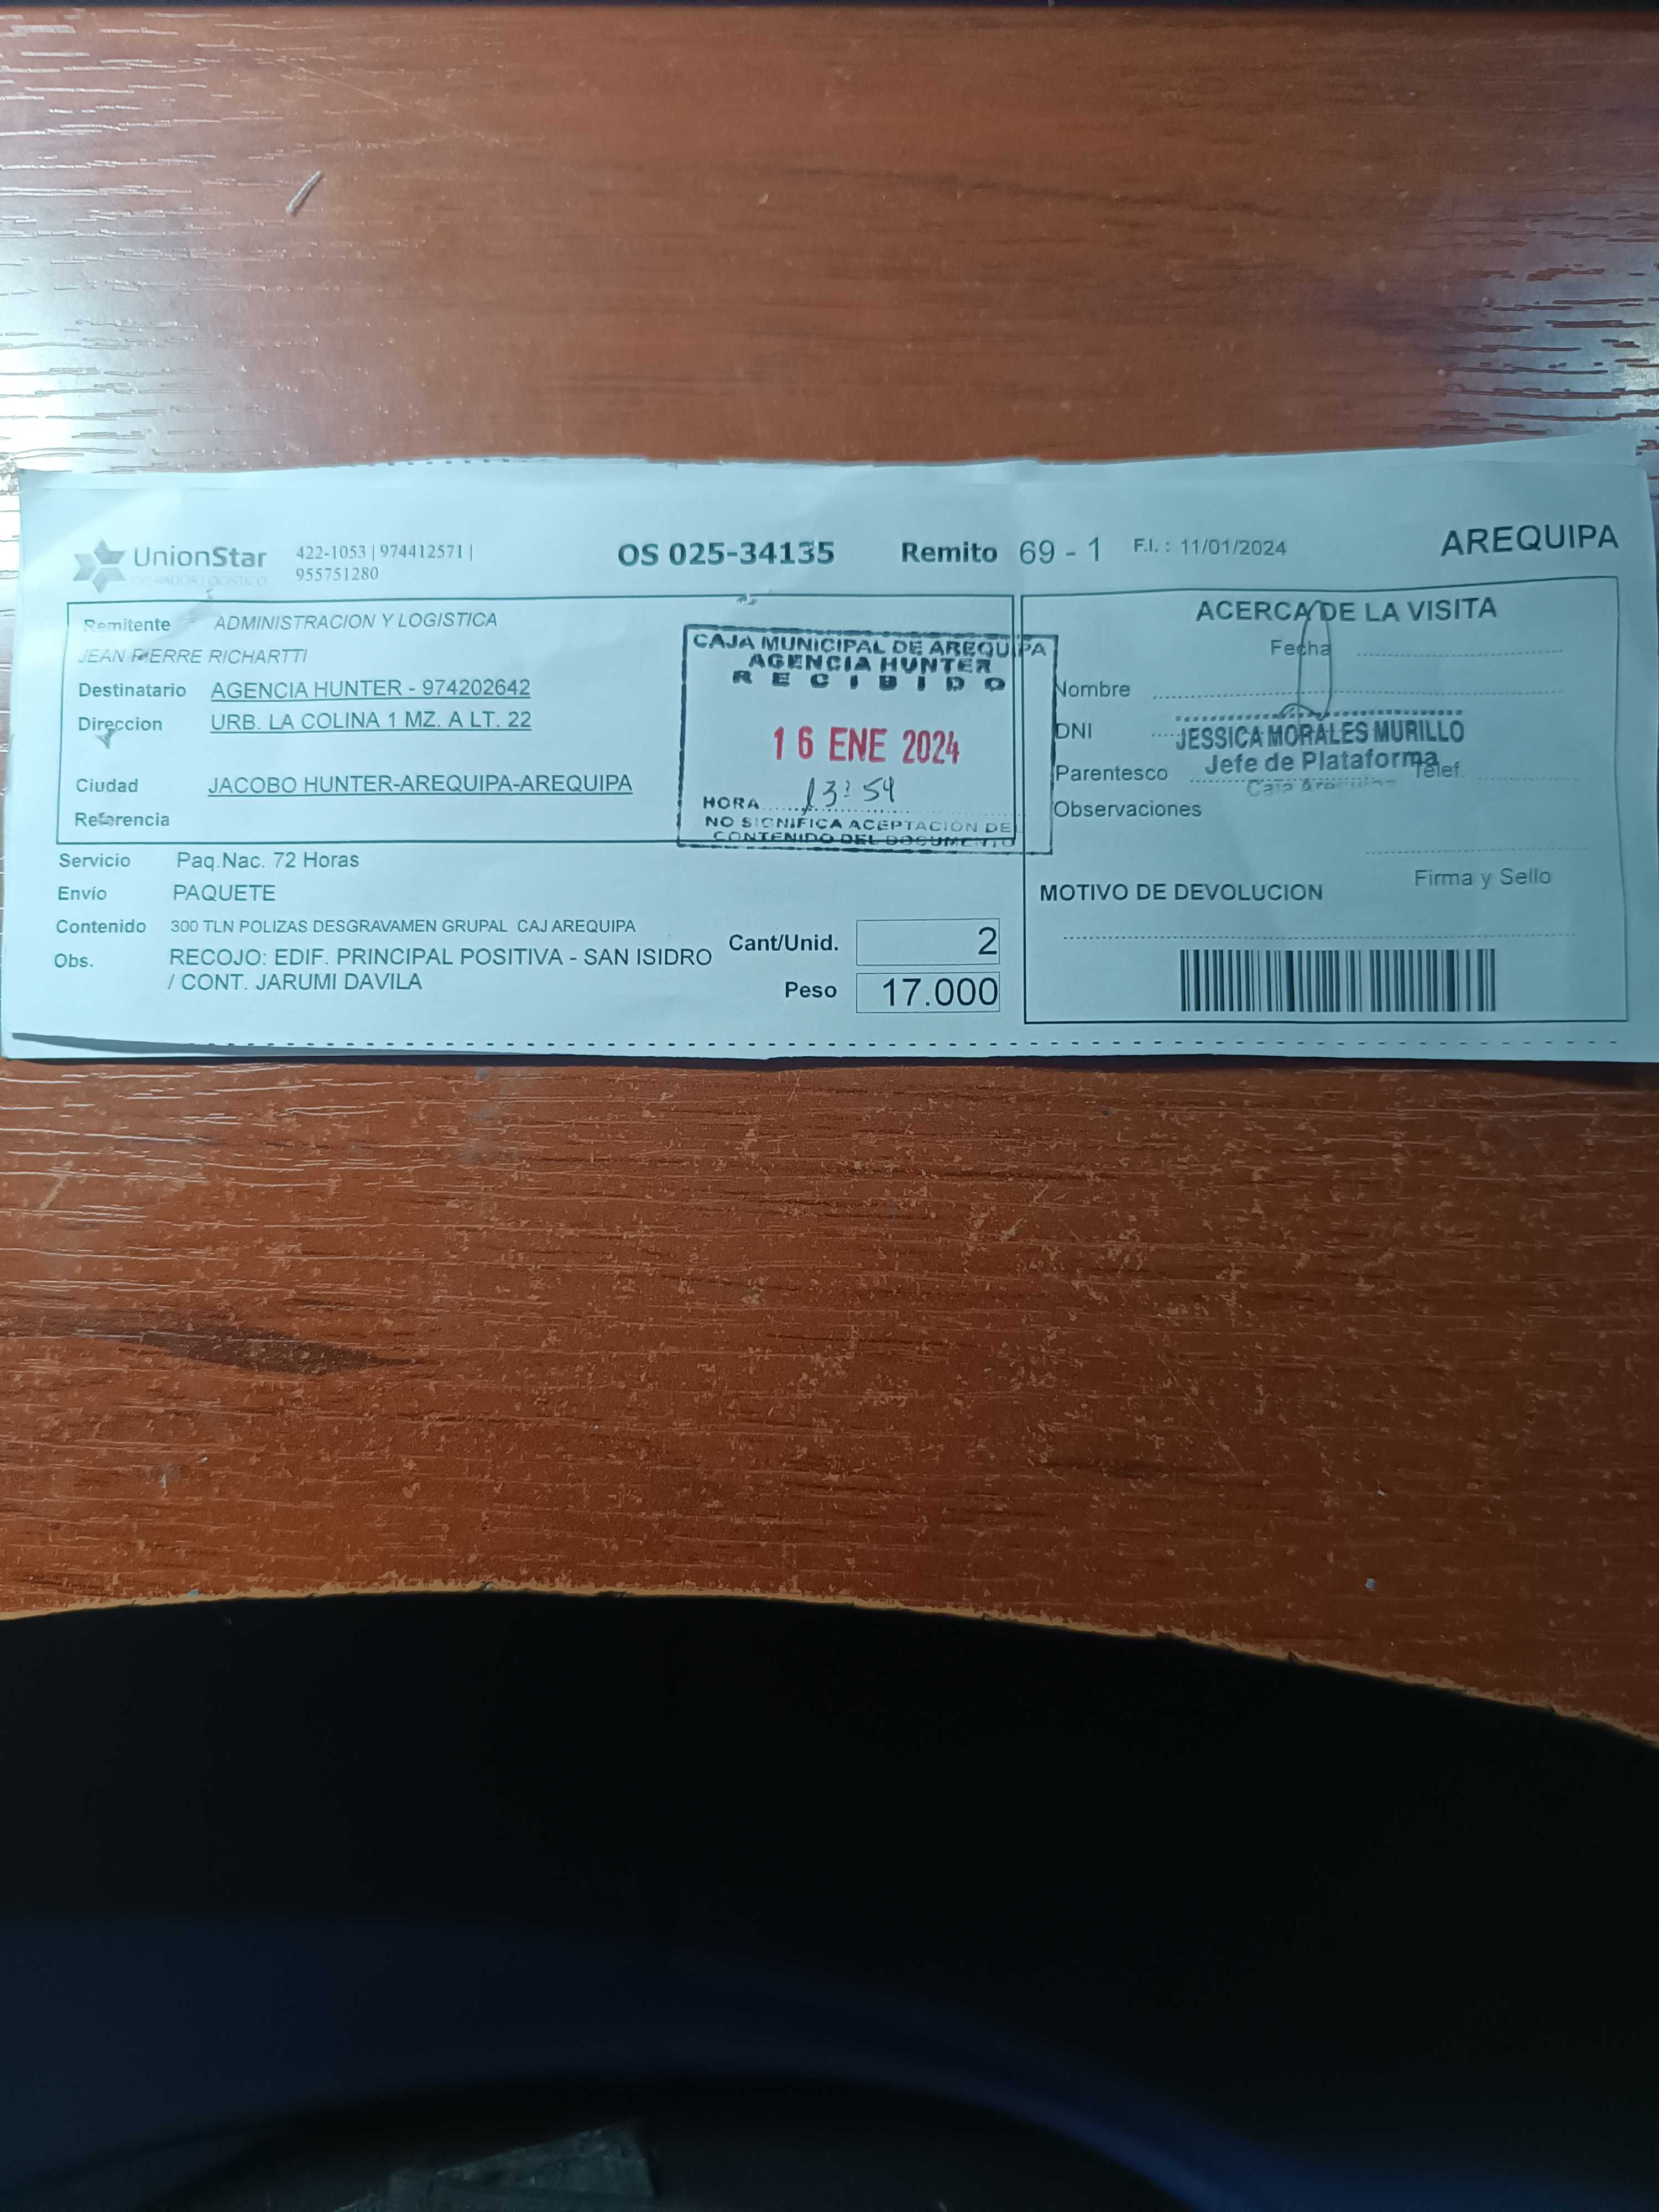 UnionStar
OPERADOR LOGISTICO
422-1053 | 974412571 |
955751280
OS 025-34135
Remito 69 - 1
F.I. : 11/01/2024
AREQUIPA
Remitente ADMINISTRACION Y LOGISTICA
JEAN PIERRE RICHARTTI
Destinatario AGENCIA HUNTER - 974202642
Direccion URB. LA COLINA 1 MZ. A LT. 22
Ciudad JACOBO HUNTER-AREQUIPA-AREQUIPA
Referencia
CAJA MUNICIPAL DE AREQUIPA
AGENCIA HUNTER
RECIBIDO
16 ENE 2024
HORA 13:54
NO SIGNIFICA ACEPTACIÓN DE
CONTENIDO DEL DOCUMENTO
Servicio Paq.Nac. 72 Horas
Envío PAQUETE
Contenido 300 TLN POLIZAS DESGRAVAMEN GRUPAL CAJ AREQUIPA
Obs. RECOJO: EDIF. PRINCIPAL POSITIVA - SAN ISIDRO
/ CONT. JARUMI DAVILA
Cant/Unid. 2
Peso 17.000
ACERCA DE LA VISITA
Fecha
Nombre
DNI
JESSICA MORALES MURILLO
Jefe de Plataforma
Caja Arequipa
Parentesco
Telef.
Observaciones
Firma y Sello
MOTIVO DE DEVOLUCION